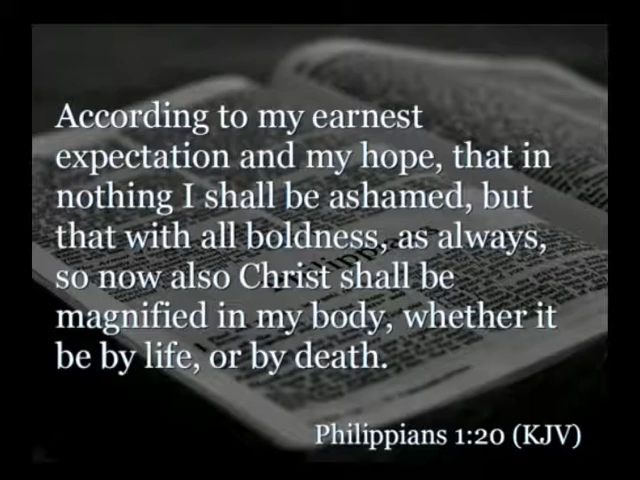 According to my earnest
expectation and my hope, that in
nothing I shall be ashamed, but
that with all boldness, as always,
so now also Christ shall be
magnified in my body, whether it
be by life, or by death.
Philippians 1:20 (KJV)